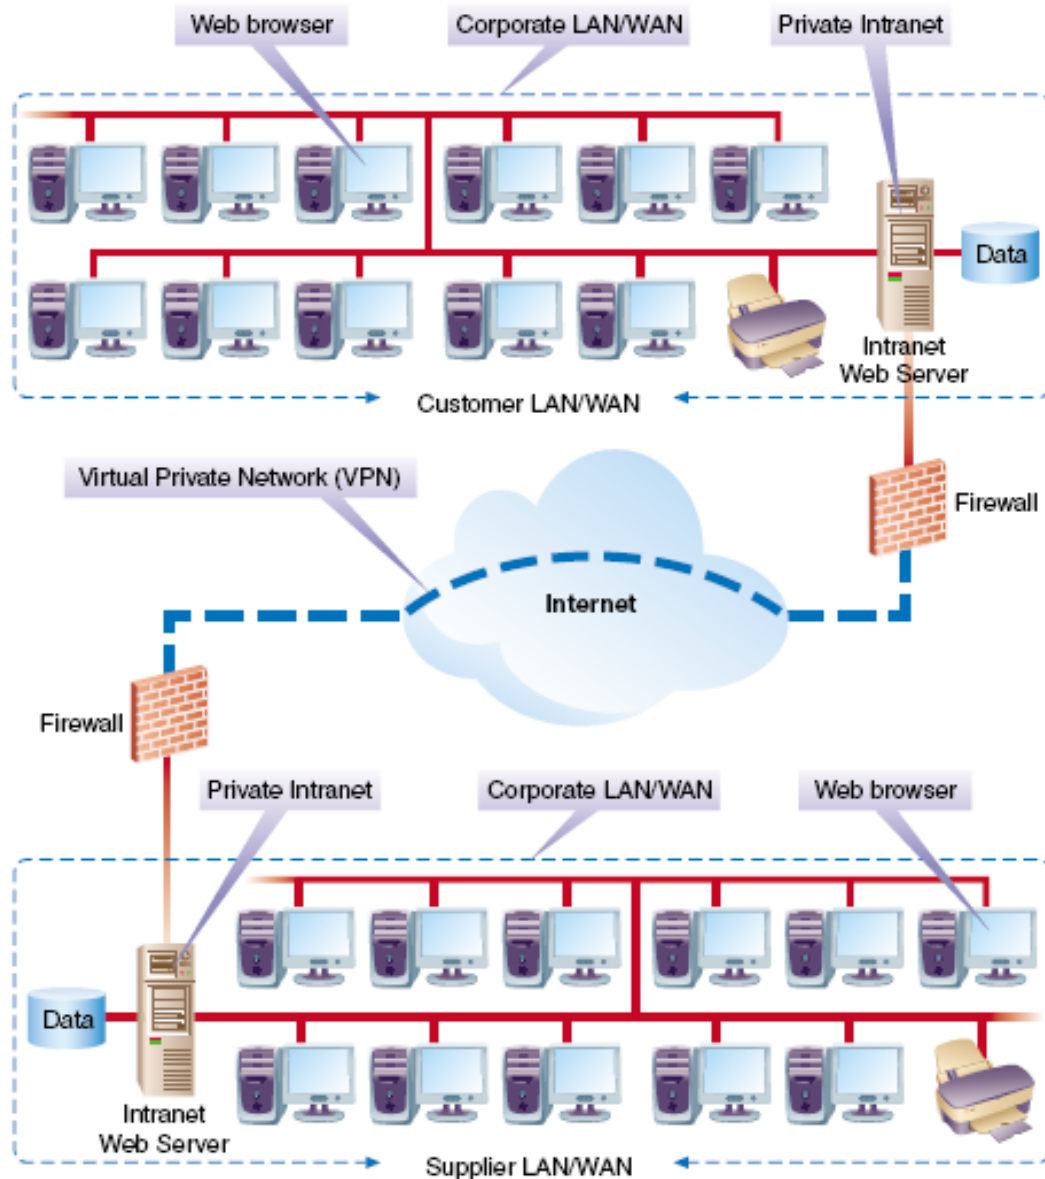 Web browser
Corporate LAN/WAN
Private Intranet
Data
Intranet
Web Server
Customer LAN/WAN
Virtual Private Network (VPN)
Firewall
Internet
Firewall
Private Intranet
Corporate LAN/WAN
Web browser
Data
Intranet
Web Server
Supplier LAN/WAN